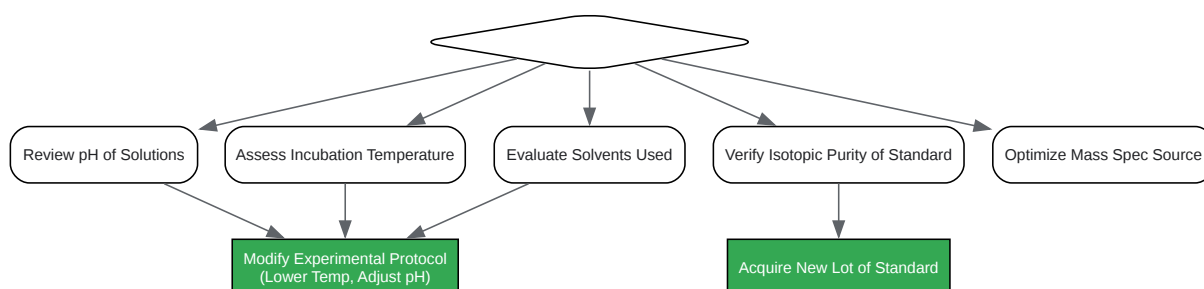 Review pH of Solutions
Assess Incubation Temperature
Evaluate Solvents Used
Verify Isotopic Purity of Standard
Optimize Mass Spec Source
Modify Experimental Protocol
(Lower Temp, Adjust pH)
Acquire New Lot of Standard